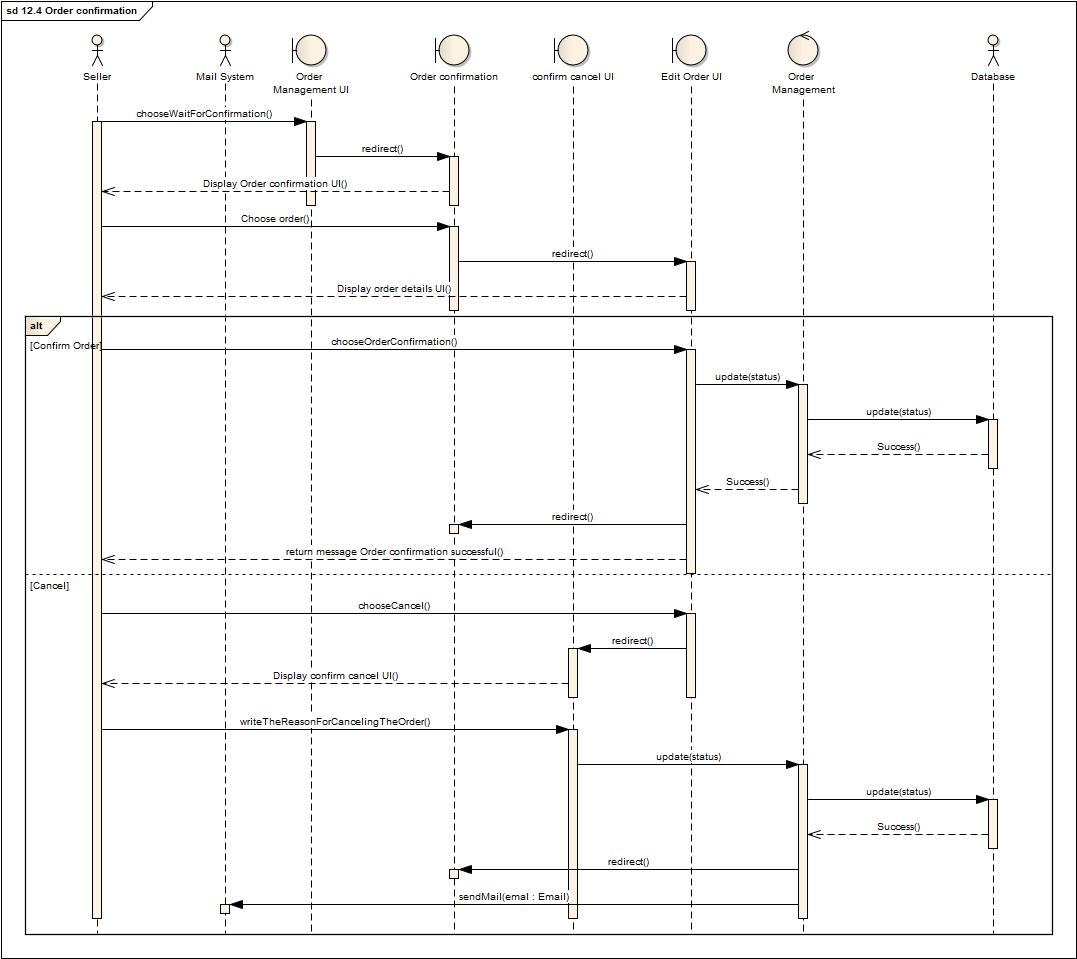 sd 12.4 Order confirmation
Seller
Mail System
Order
Management UI
Order confirmation
confirm cancel UI
Edit Order UI
Order
Management
Database
chooseWaitForConfirmation()
redirect()
Display Order confirmation UI()
Choose order()
redirect()
Display order details UI()
alt
[Confirm Order]
chooseOrderConfirmation()
update(status)
update(status)
Success()
Success()
redirect()
return message Order confirmation successful()
[Cancel]
chooseCancel()
redirect()
Display confirm cancel UI()
writeTheReasonForCancelingTheOrder()
update(status)
update(status)
Success()
redirect()
sendMail(emal : Email)